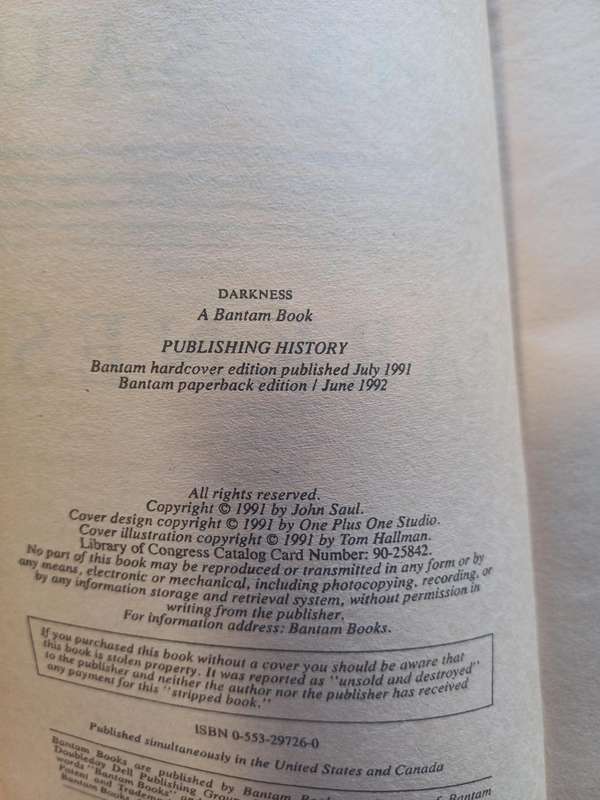 DARKNESS
A Bantam Book
PUBLISHING HISTORY
Bantam hardcover edition published July 1991
Bantam paperback edition / June 1992
All rights reserved.
Copyright © 1991 by John Saul.
Cover design copyright © 1991 by One Plus One Studio.
Cover illustration copyright © 1991 by Tom Hallman.
Library of Congress Catalog Card Number: 90-25842.
No part of this book may be reproduced or transmitted in any form or by
any means, electronic or mechanical, including photocopying, recording, or
by any information storage and retrieval system, without permission in
writing from the publisher.
For information address: Bantam Books.
If you purchased this book without a cover you should be aware that
this book is stolen property. It was reported as "unsold and destroyed"
to the publisher and neither the author nor the publisher has received
any payment for this "stripped book."
ISBN 0-553-29726-0
Published simultaneously in the United States and Canada
Bantam Books are published by Bantam
Doubleday Dell Publishing
words "Bantam Books" and
Patent and
Bantam